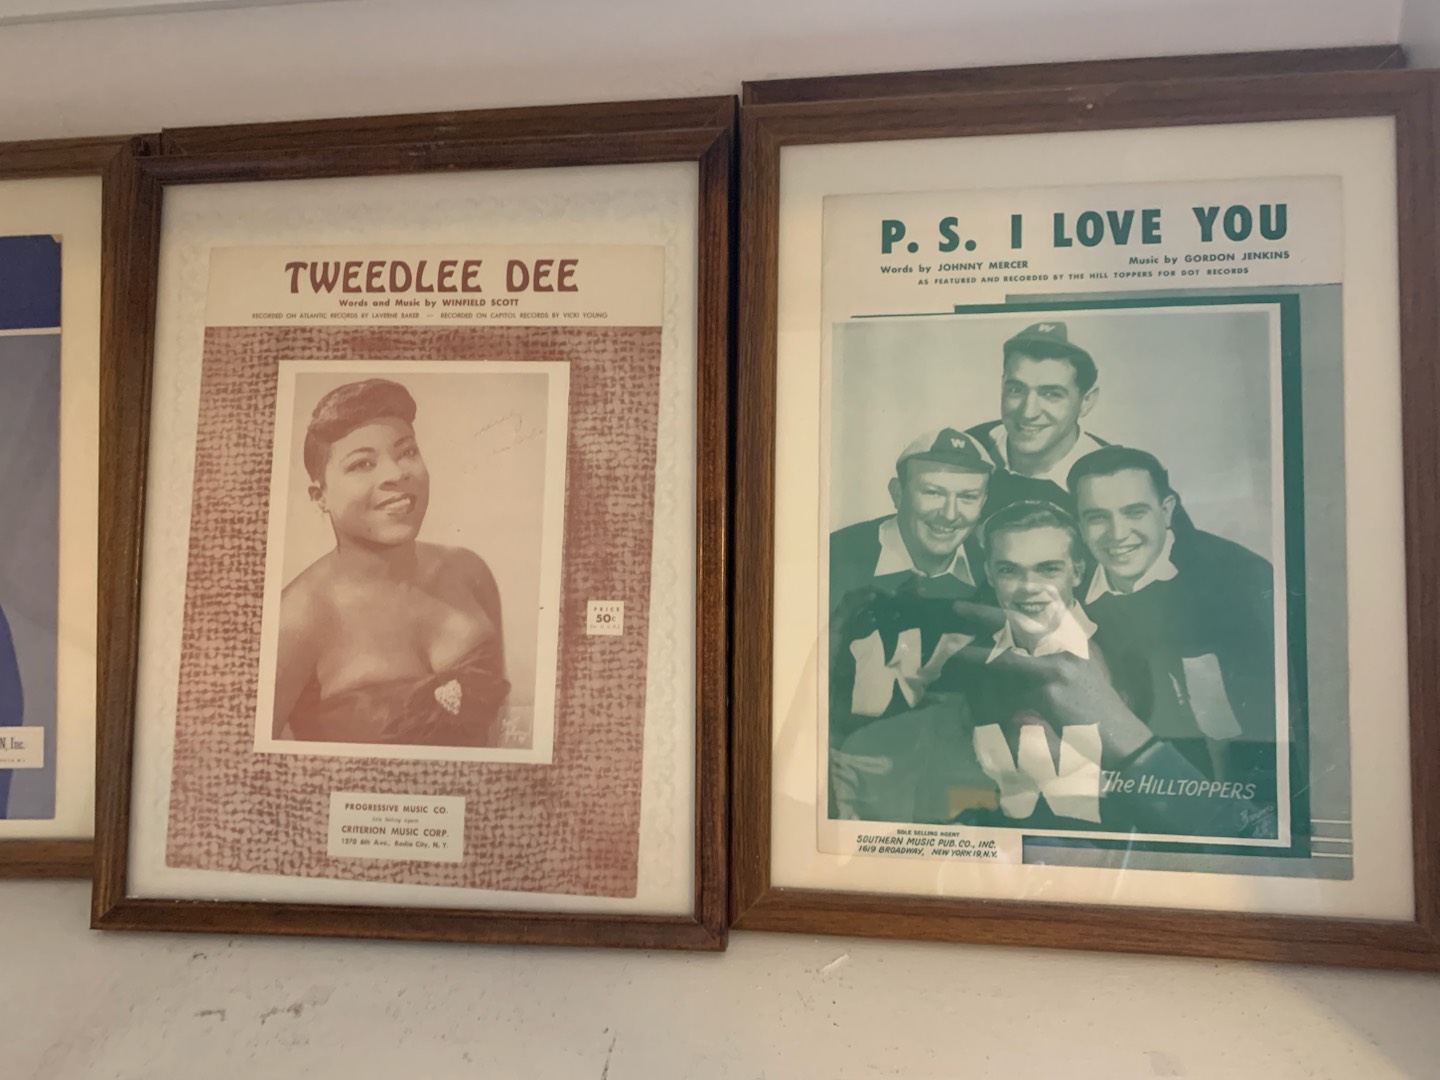 N, INC.
TWEEDLEE DEE
Words and Music by WINFIELD SCOTT
RECORDED ON ATLANTIC RECORDS BY LAVERNE BAKER — RECORDED ON CAPITOL RECORDS BY VICKI YOUNG
PRICE
50¢
PROGRESSIVE MUSIC CO.
Sole Selling Agent
CRITERION MUSIC CORP.
1270 6th Ave., Radio City, N. Y.
P. S. I LOVE YOU
Words by JOHNNY MERCER Music by GORDON JENKINS
AS FEATURED AND RECORDED BY THE HILL TOPPERS FOR DOT RECORDS
W
W
W
W
The HILLTOPPERS
SOLE SELLING AGENT
SOUTHERN MUSIC PUB. CO., INC.
1619 BROADWAY, NEW YORK 19, N.Y.